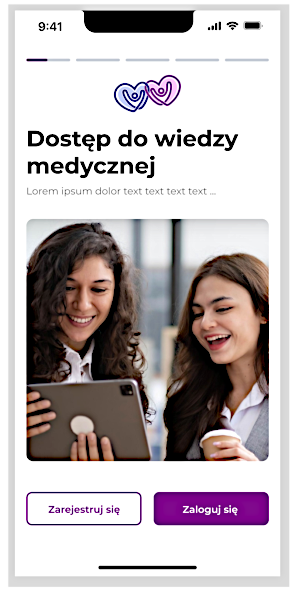 9:41
Dostęp do wiedzy
medycznej
Lorem ipsum dolor text text text text ...
Zarejestruj się
Zaloguj się